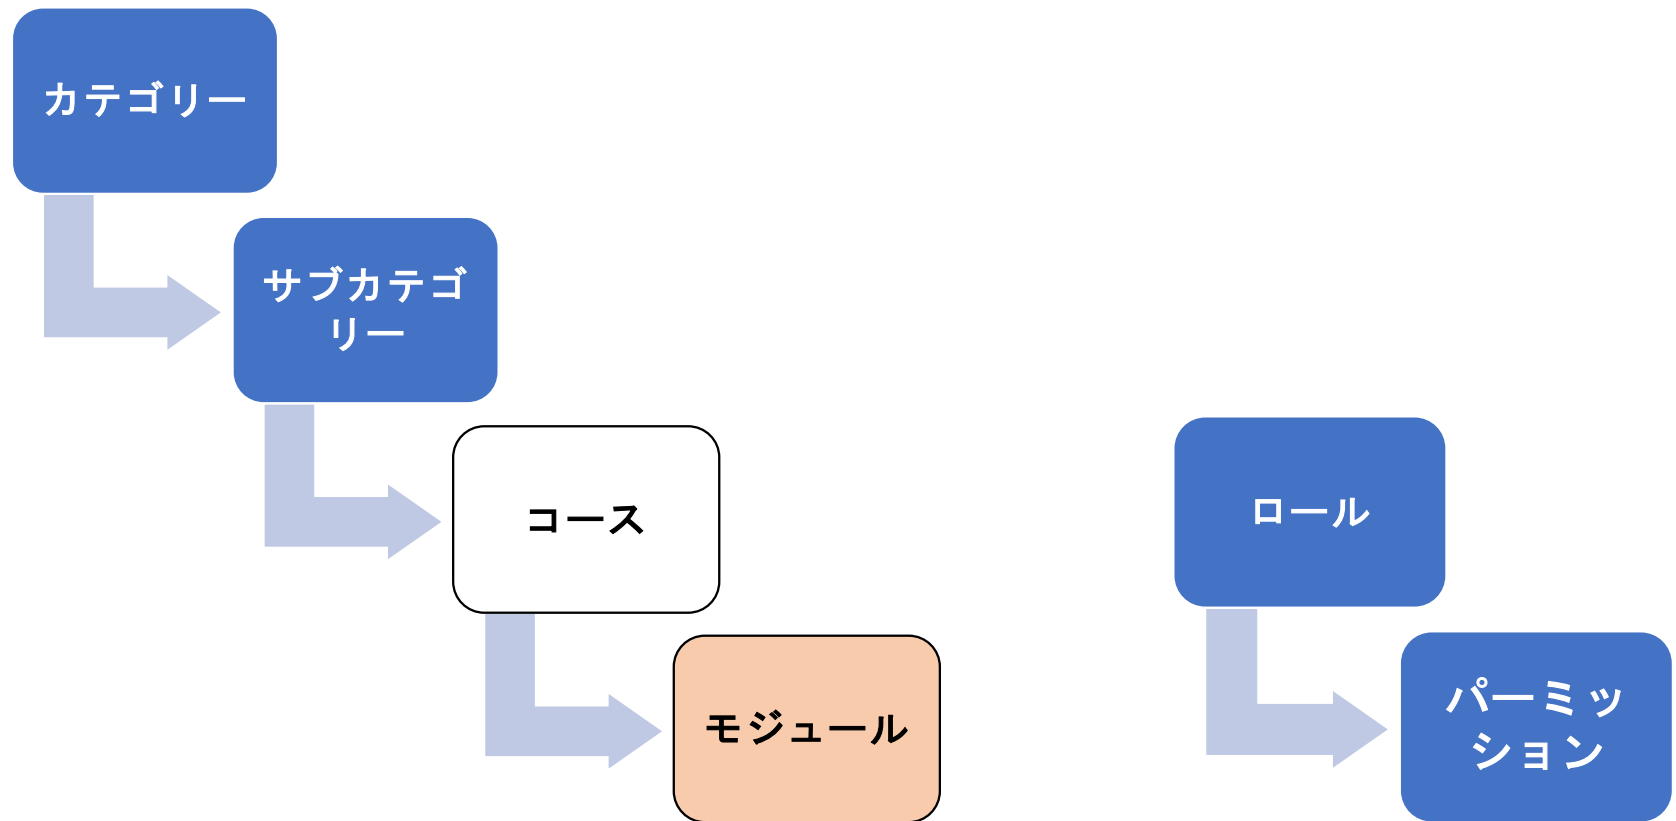 カテゴリー
サブカテゴ
リー
コース
モジュール
ロール
パーミッ
ション